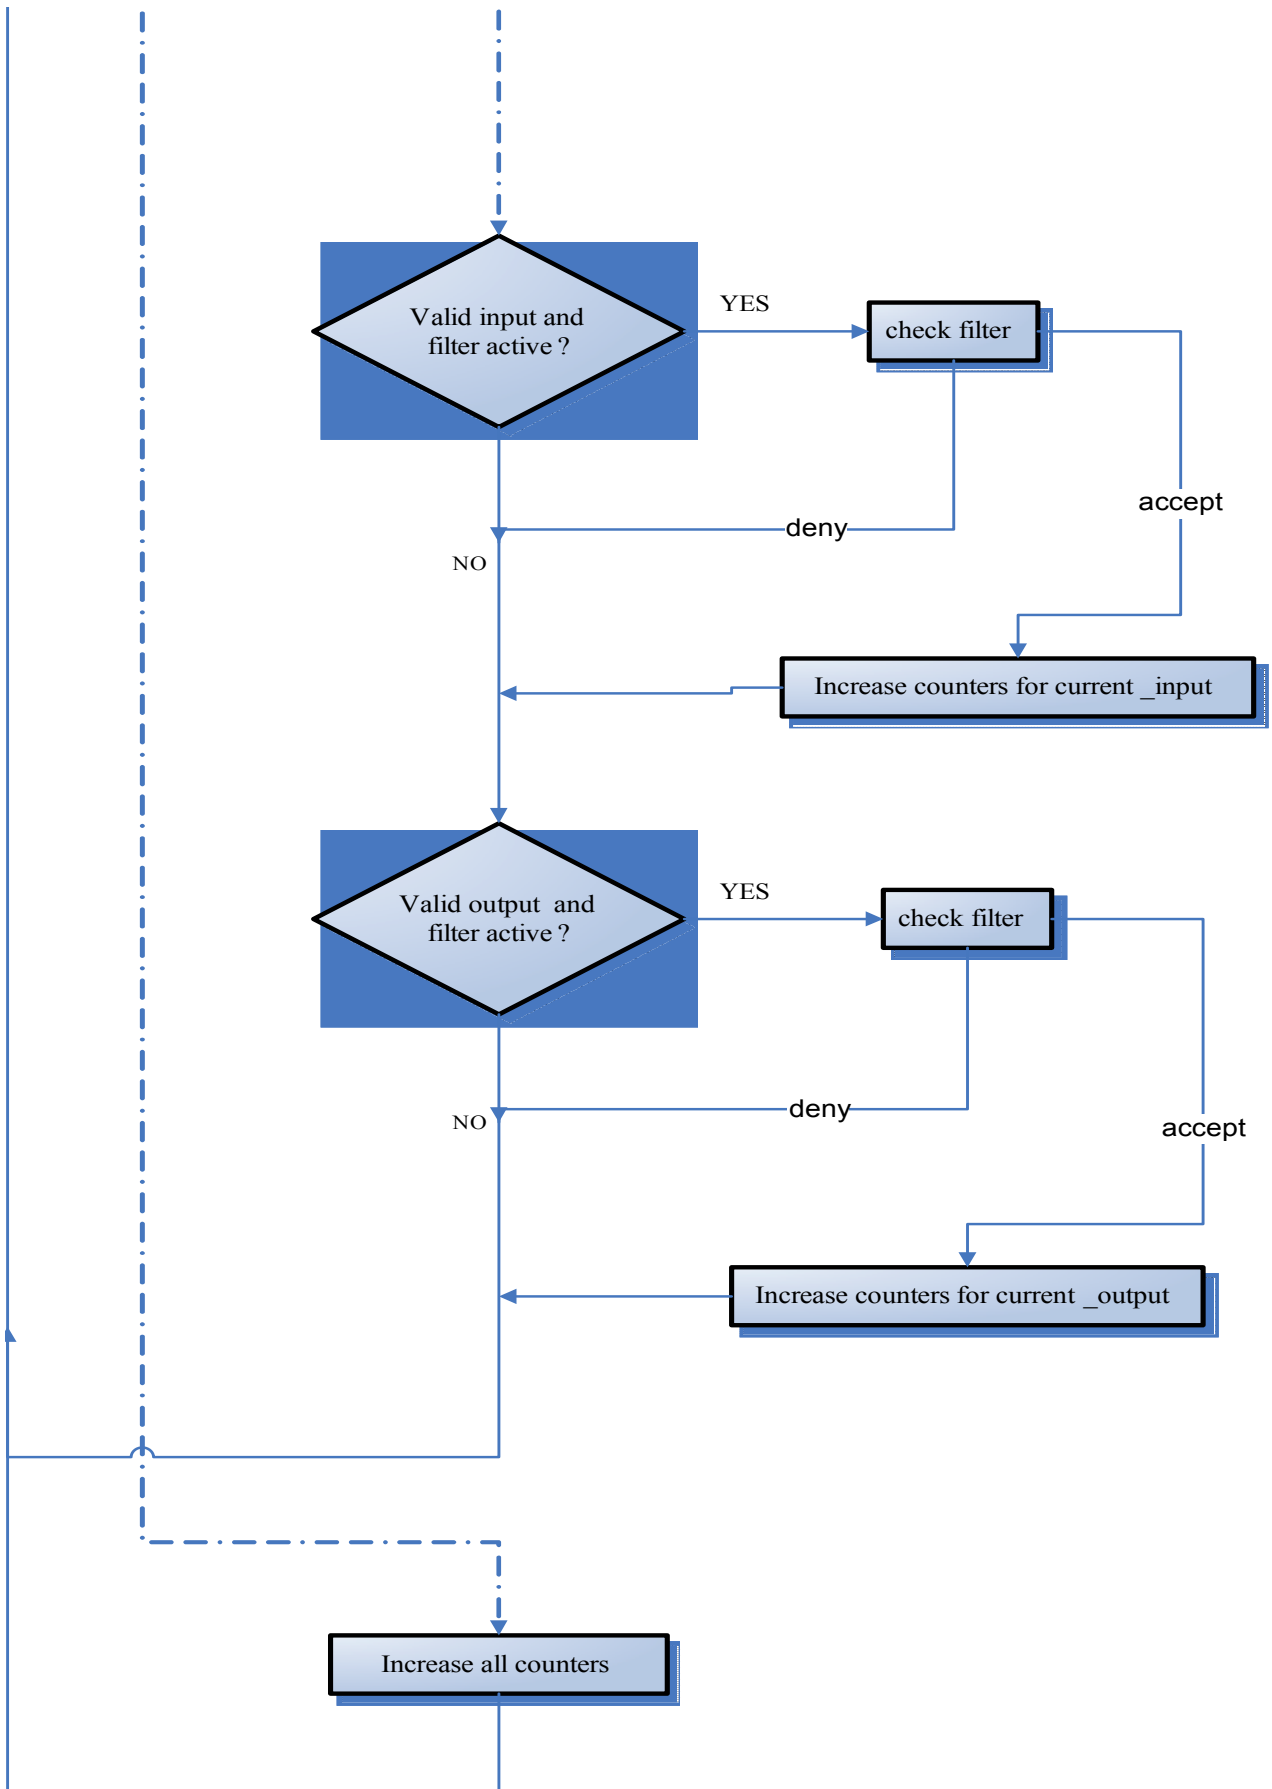 Valid input and
filter active ?
YES
check filter
accept
deny
NO
Increase counters for current _input
Valid output and
filter active ?
YES
check filter
deny
NO
accept
Increase counters for current _output
Increase all counters